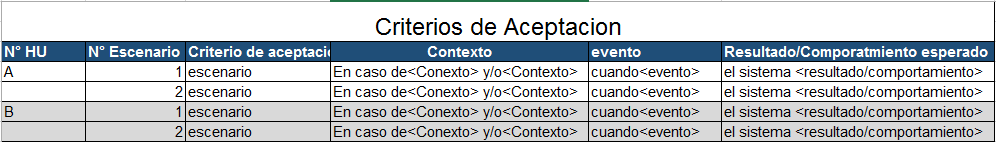 Criterios de Aceptacion
N° HU N° Escenario Criterio de aceptaci Contexto evento Resultado/Comporatmiento esperado
A 1 escenario En caso de<Conexto> y/o<Contexto> cuando<evento> el sistema <resultado/comportamiento>
2 escenario En caso de<Conexto> y/o<Contexto> cuando<evento> el sistema <resultado/comportamiento>
B 1 escenario En caso de<Conexto> y/o<Contexto> cuando<evento> el sistema <resultado/comportamiento>
2 escenario En caso de<Conexto> y/o<Contexto> cuando<evento> el sistema <resultado/comportamiento>